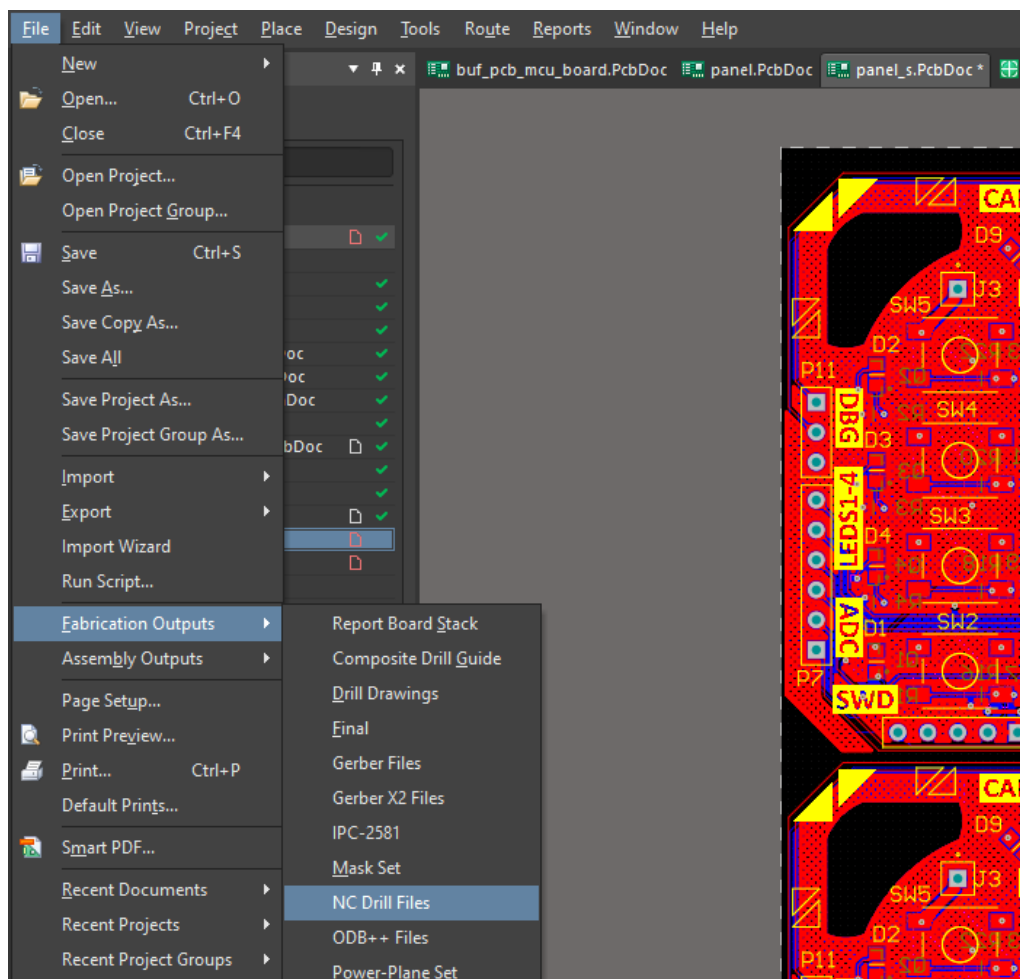 File Edit View Project Place Design Tools Route Reports Window Help
buf_pcb_mcu_board.PcbDoc panel.PcbDoc panel_s.PcbDoc *
New
Open... Ctrl+O
Close Ctrl+F4
Open Project...
Open Project Group...
Save Ctrl+S
Save As...
Save Copy As...
Save All
Save Project As...
Save Project Group As...
Import
Export
Import Wizard
Run Script...
Fabrication Outputs
Assembly Outputs
Page Setup...
Print Preview...
Print... Ctrl+P
Default Prints...
Smart PDF...
Recent Documents
Recent Projects
Recent Project Groups
Report Board Stack
Composite Drill Guide
Drill Drawings
Final
Gerber Files
Gerber X2 Files
IPC-2581
Mask Set
NC Drill Files
ODB++ Files
Power-Plane Set
D9
J3
SW5
D2
P11
DBG
SW4
D3
LEDS1-4
SW3
D4
ADC
D1
SW2
P7
SWD
D9
J3
SW5
D2
P11